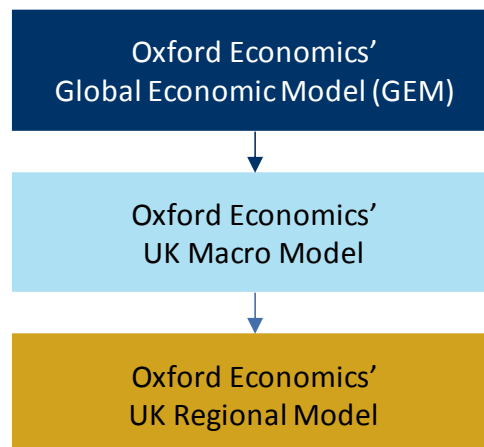 Oxford Economics’
Global Economic Model (GEM)
Oxford Economics’
UK Macro Model
Oxford Economics’
UK Regional Model